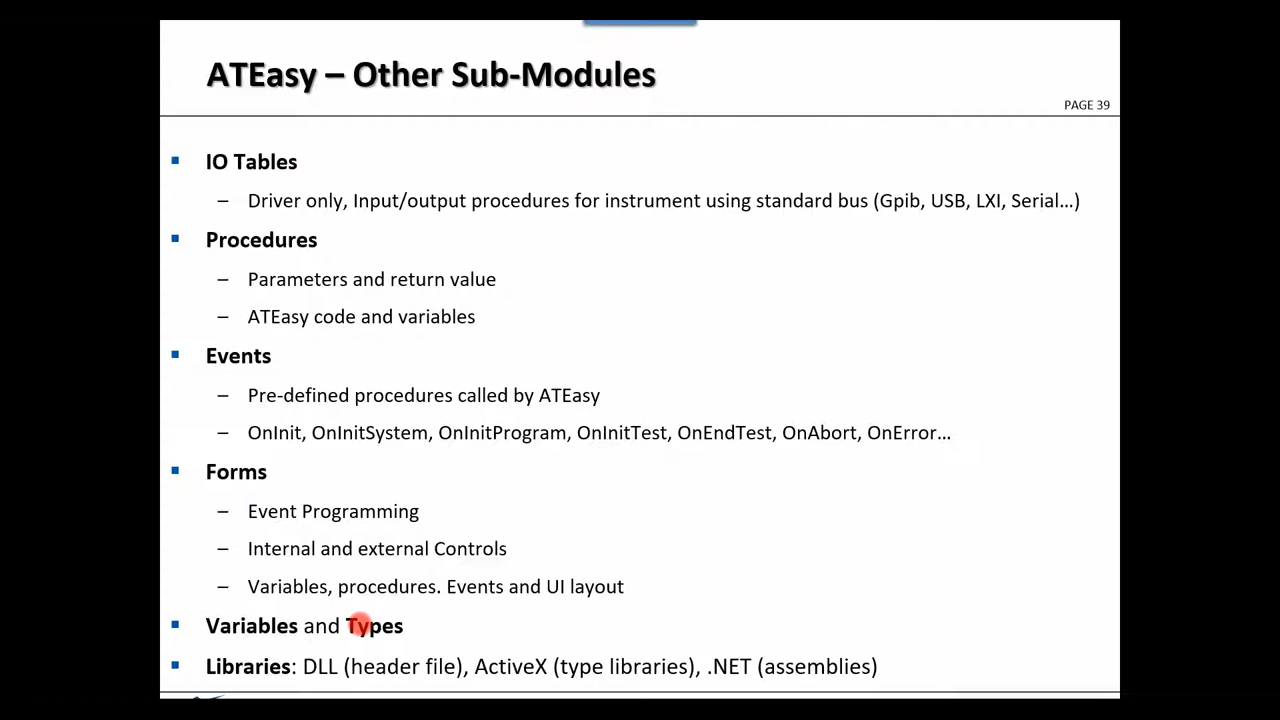 ATEasy – Other Sub-Modules
PAGE 39
▪ IO Tables
– Driver only, Input/output procedures for instrument using standard bus (Gpib, USB, LXI, Serial…)
▪ Procedures
– Parameters and return value
– ATEasy code and variables
▪ Events
– Pre-defined procedures called by ATEasy
– OnInit, OnInitSystem, OnInitProgram, OnInitTest, OnEndTest, OnAbort, OnError…
▪ Forms
– Event Programming
– Internal and external Controls
– Variables, procedures. Events and UI layout
▪ Variables and Types
▪ Libraries: DLL (header file), ActiveX (type libraries), .NET (assemblies)